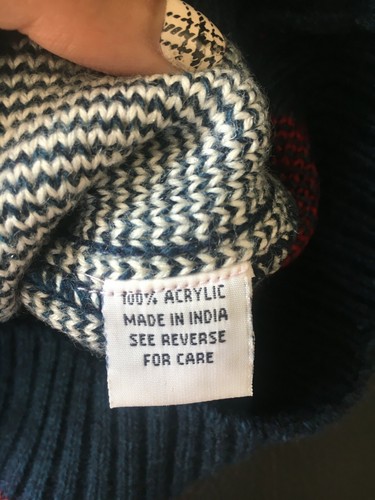 100% ACRYLIC
MADE IN INDIA
SEE REVERSE
FOR CARE